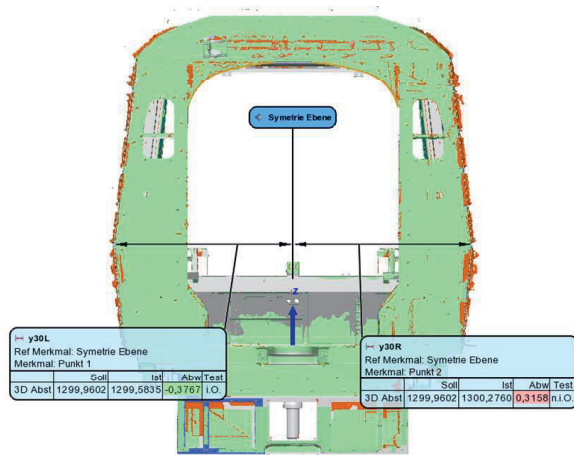 Symetrie Ebene
Z
y30L
Ref Merkmal: Symetrie Ebene
Merkmal: Punkt 1
Soll Ist Abw Test
3D Abst 1299,9602 1299,5835 -0,3767 i.O.
y30R
Ref Merkmal: Symetrie Ebene
Merkmal: Punkt 2
Soll Ist Abw Test
3D Abst 1299,9602 1300,2760 0,3158 n.i.O.